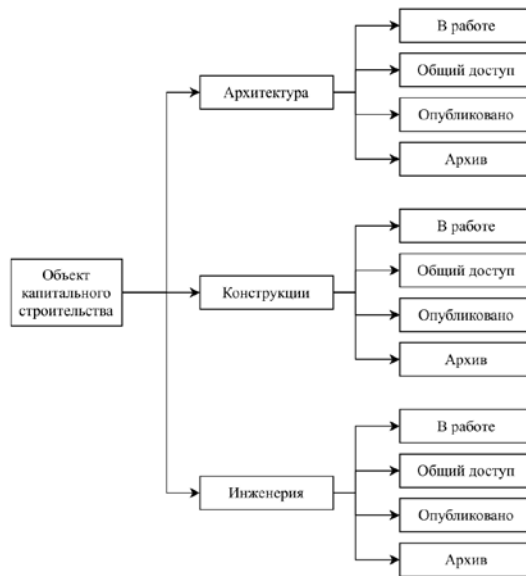 Объект
капитального
строительства
Архитектура
В работе
Общий доступ
Опубликовано
Архив
Конструкции
В работе
Общий доступ
Опубликовано
Архив
Инженерия
В работе
Общий доступ
Опубликовано
Архив